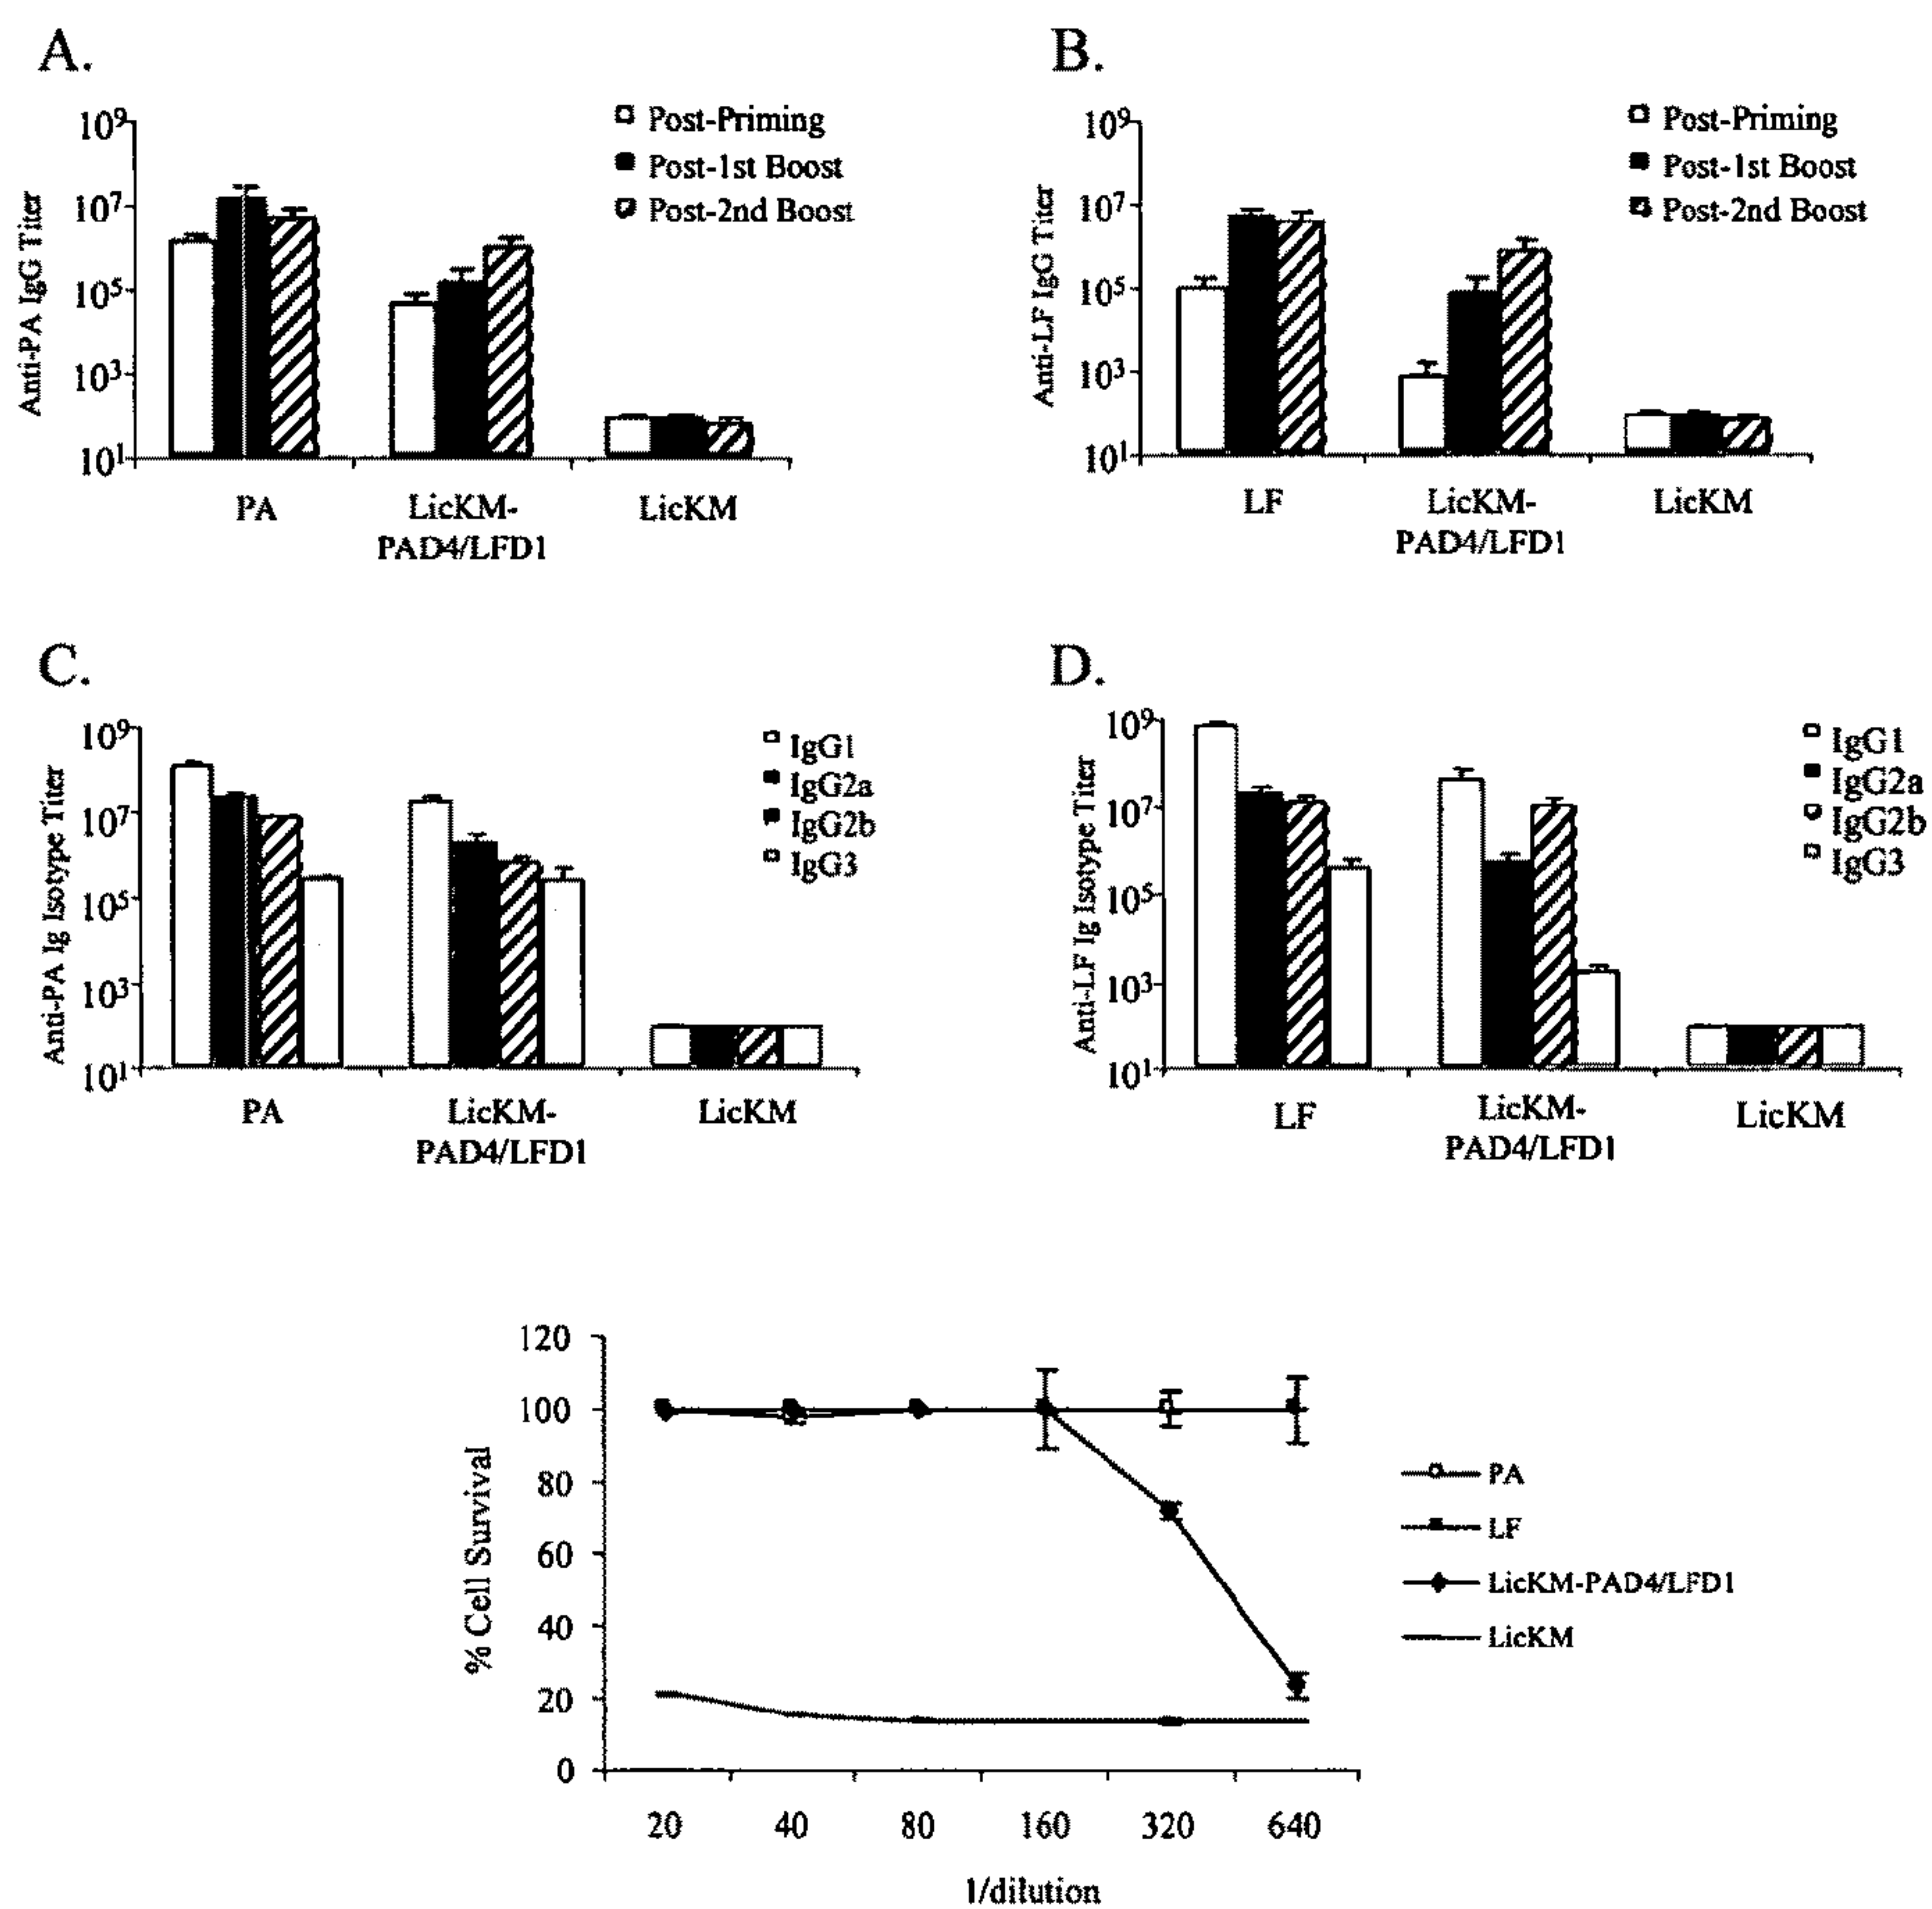 A.
Anti-PA IgG Titer
10⁹
10⁷
10⁵
10³
10¹
Post-Priming
Post-1st Boost
Post-2nd Boost
PA
LicKM-
PAD4/LFD1
LicKM
B.
Anti-LF IgG Titer
10⁹
10⁷
10⁵
10³
10¹
Post-Priming
Post-1st Boost
Post-2nd Boost
LF
LicKM-
PAD4/LFD1
LicKM
C.
Anti-PA Ig Isotype Titer
10⁹
10⁷
10⁵
10³
10¹
IgG1
IgG2a
IgG2b
IgG3
PA
LicKM-
PAD4/LFD1
LicKM
D.
Anti-LF Ig Isotype Titer
10⁹
10⁷
10⁵
10³
10¹
IgG1
IgG2a
IgG2b
IgG3
LF
LicKM-
PAD4/LFD1
LicKM
% Cell Survival
120
100
80
60
40
20
0
20 40 80 160 320 640
1/dilution
PA
LF
LicKM-PAD4/LFD1
LicKM